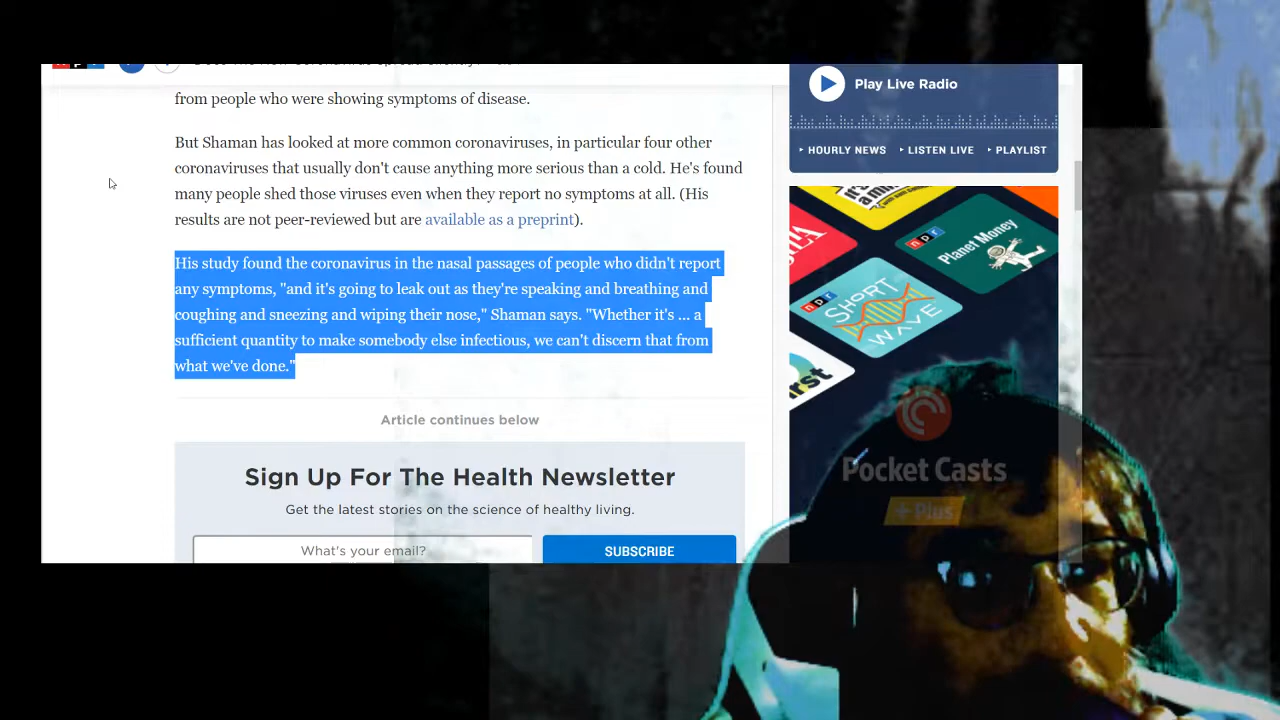 from people who were showing symptoms of disease.
But Shaman has looked at more common coronaviruses, in particular four other
coronaviruses that usually don't cause anything more serious than a cold. He's found
many people shed those viruses even when they report no symptoms at all. (His
results are not peer-reviewed but are available as a preprint).
His study found the coronavirus in the nasal passages of people who didn't report
any symptoms, "and it's going to leak out as they're speaking and breathing and
coughing and sneezing and wiping their nose," Shaman says. "Whether it's ... a
sufficient quantity to make somebody else infectious, we can't discern that from
what we've done."
Article continues below
Sign Up For The Health Newsletter
Get the latest stories on the science of healthy living.
What's your email?
SUBSCRIBE
Play Live Radio
HOURLY NEWS
LISTEN LIVE
PLAYLIST
npr
Planet Money
npr
SHORT
WAVE
Pocket Casts
+ Plus